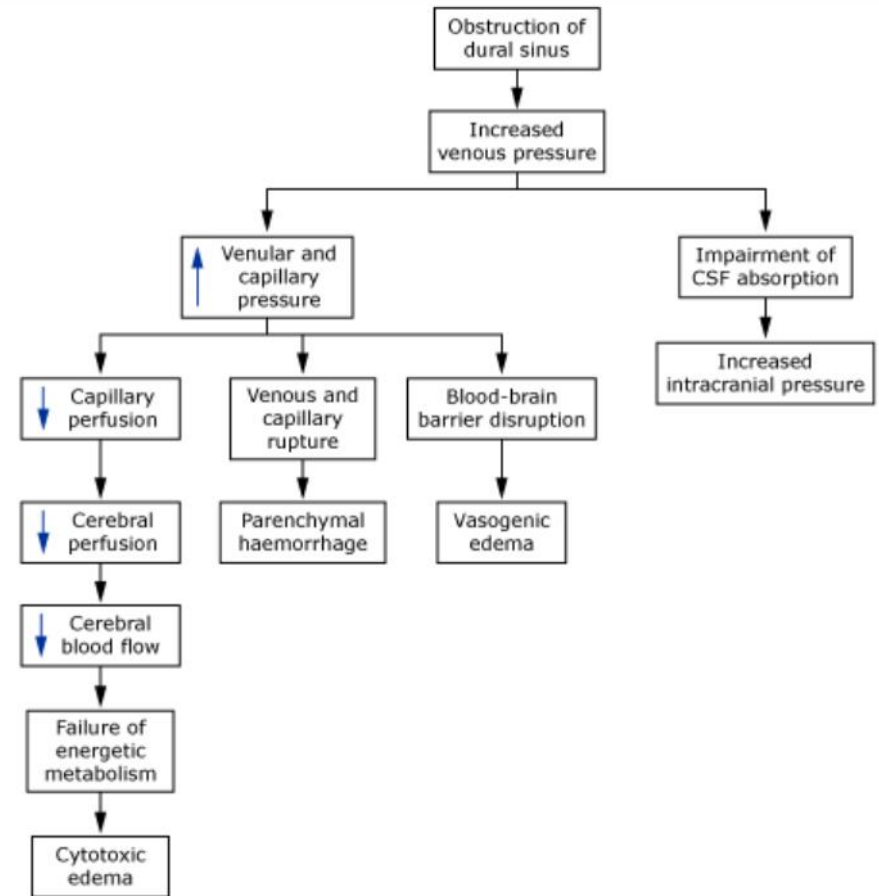 Obstruction of
dural sinus
Increased
venous pressure
Venular and
capillary
pressure
Impairment of
CSF absorption
Increased
intracranial pressure
Capillary
perfusion
Venous and
capillary
rupture
Blood-brain
barrier disruption
Cerebral
perfusion
Parenchymal
haemorrhage
Vasogenic
edema
Cerebral
blood flow
Failure of
energetic
metabolism
Cytotoxic
edema